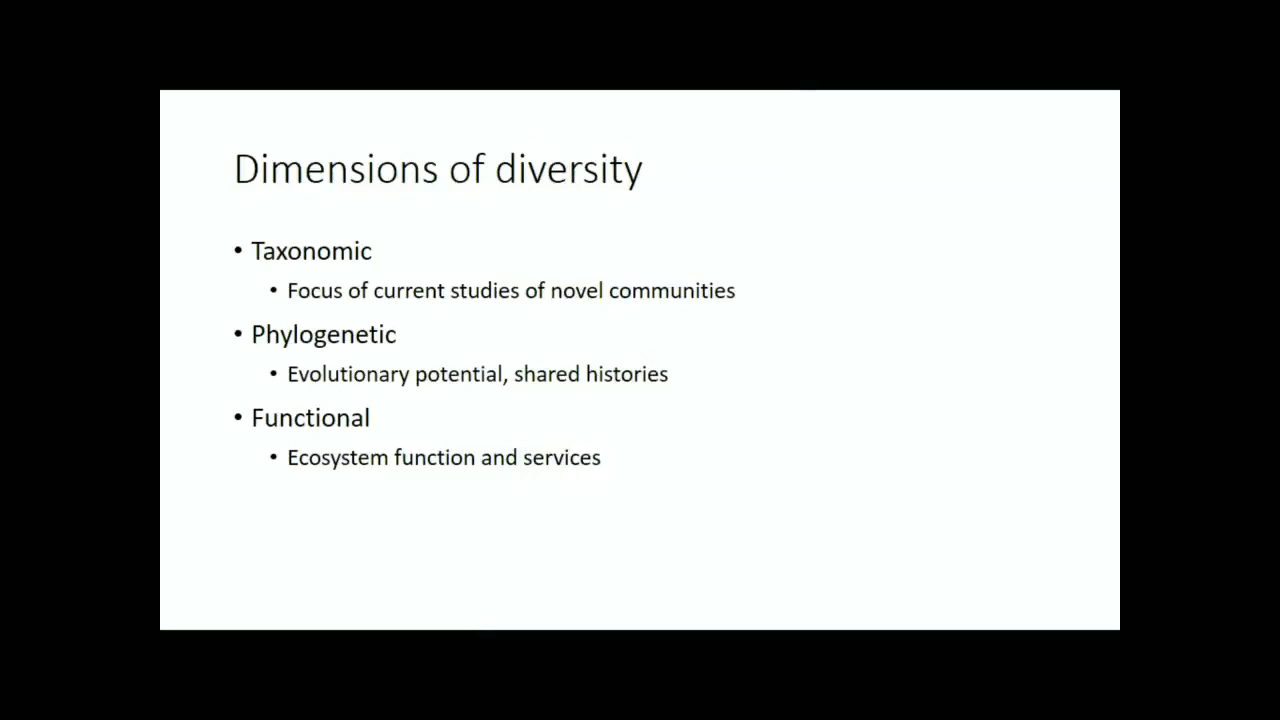 Dimensions of diversity
• Taxonomic
• Focus of current studies of novel communities
• Phylogenetic
• Evolutionary potential, shared histories
• Functional
• Ecosystem function and services